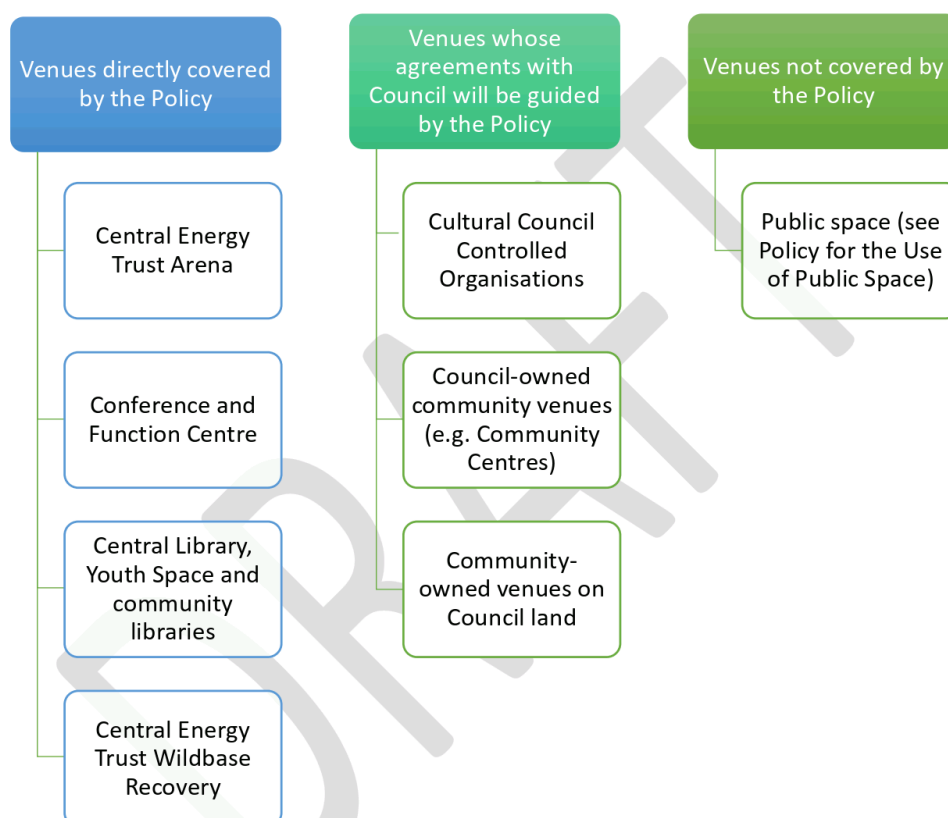 Venues directly covered
by the Policy
Central Energy
Trust Arena
Conference and
Function Centre
Central Library,
Youth Space and
community
libraries
Central Energy
Trust Wildbase
Recovery
Venues whose
agreements with
Council will be guided
by the Policy
Cultural Council
Controlled
Organisations
Council-owned
community venues
(e.g. Community
Centres)
Community-
owned venues on
Council land
Venues not covered by
the Policy
Public space (see
Policy for the Use
of Public Space)
DRAFT